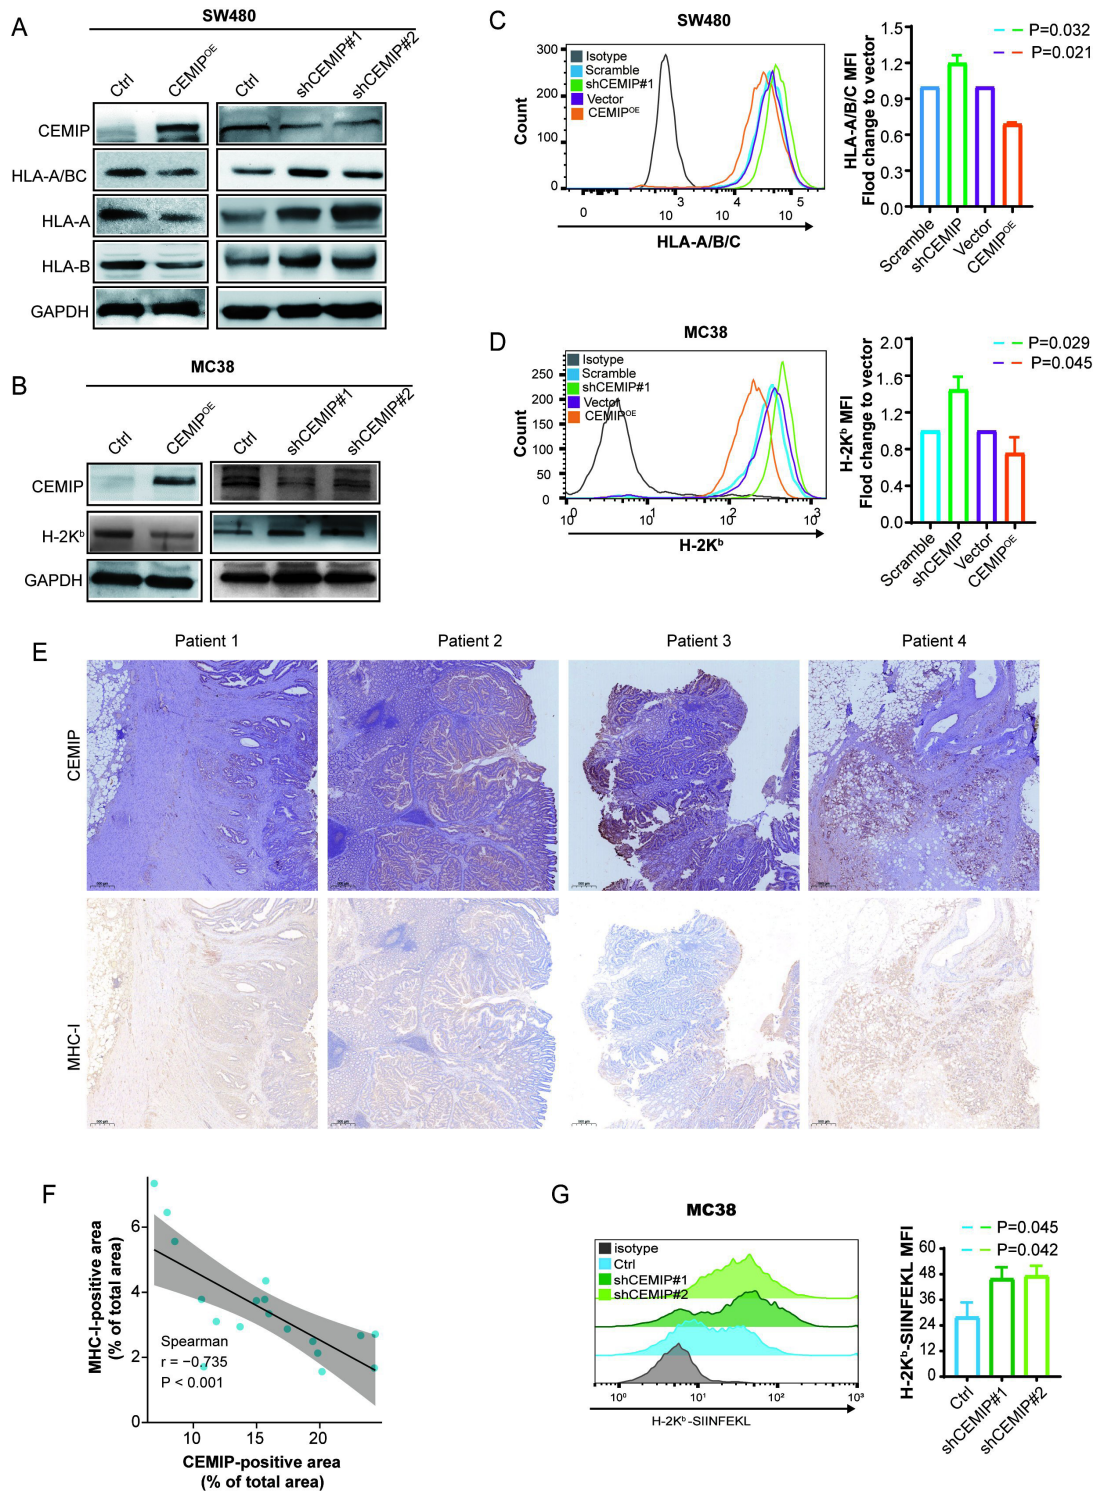 A
SW480
Ctrl
CEMIPOE
Ctrl
shCEMIP#1
shCEMIP#2
CEMIP
HLA-A/BC
HLA-A
HLA-B
GAPDH
B
MC38
Ctrl
CEMIPOE
Ctrl
shCEMIP#1
shCEMIP#2
CEMIP
H-2Kb
GAPDH
C
SW480
Isotype
Scramble
shCEMIP#1
Vector
CEMIPOE
Count
300
200
100
0
0
10 3
10 4
10 5
HLA-A/B/C
HLA-A/B/C MFI
Flod change to vector
1.5
1.2
0.9
0.6
0.3
0.0
P=0.032
P=0.021
Scramble
shCEMIP
Vector
CEMIPOE
D
MC38
Isotype
Scramble
shCEMIP#1
Vector
CEMIPOE
Count
250
200
150
100
50
0
100
101
102
103
H-2Kb
H-2Kb MFI
Flod change to vector
2.0
1.6
1.2
0.8
0.4
0.0
P=0.029
P=0.045
Scramble
shCEMIP
Vector
CEMIPOE
E
Patient 1
Patient 2
Patient 3
Patient 4
CEMIP
MHC-I
F
MHC-I-positive area
(% of total area)
6
4
2
0
Spearman
r = −0.735
P < 0.001
10
15
20
CEMIP-positive area
(% of total area)
G
MC38
isotype
Ctrl
shCEMIP#1
shCEMIP#2
100
101
102
103
H-2Kb-SIINFEKL
H-2Kb-SIINFEKL MFI
60
48
36
24
12
0
P=0.045
P=0.042
Ctrl
shCEMIP#1
shCEMIP#2